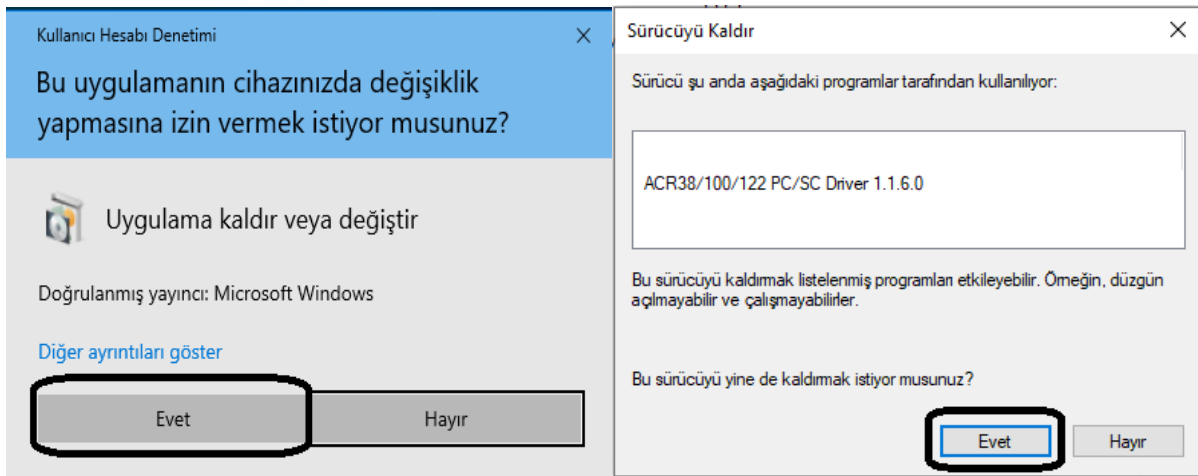 Kullanıcı Hesabı Denetimi
Bu uygulamanın cihazınızda değişiklik
yapmasına izin vermek istiyor musunuz?
Uygulama kaldır veya değiştir
Doğrulanmış yayıncı: Microsoft Windows
Diğer ayrıntıları göster
Evet
Hayır
Sürücüyü Kaldır
Sürücü şu anda aşağıdaki programlar tarafından kullanılıyor:
ACR38/100/122 PC/SC Driver 1.1.6.0
Bu sürücüyü kaldırmak listelenmiş programları etkileyebilir. Örneğin, düzgün
açılmayabilir ve çalışmayabilirler.
Bu sürücüyü yine de kaldırmak istiyor musunuz?
Evet
Hayır